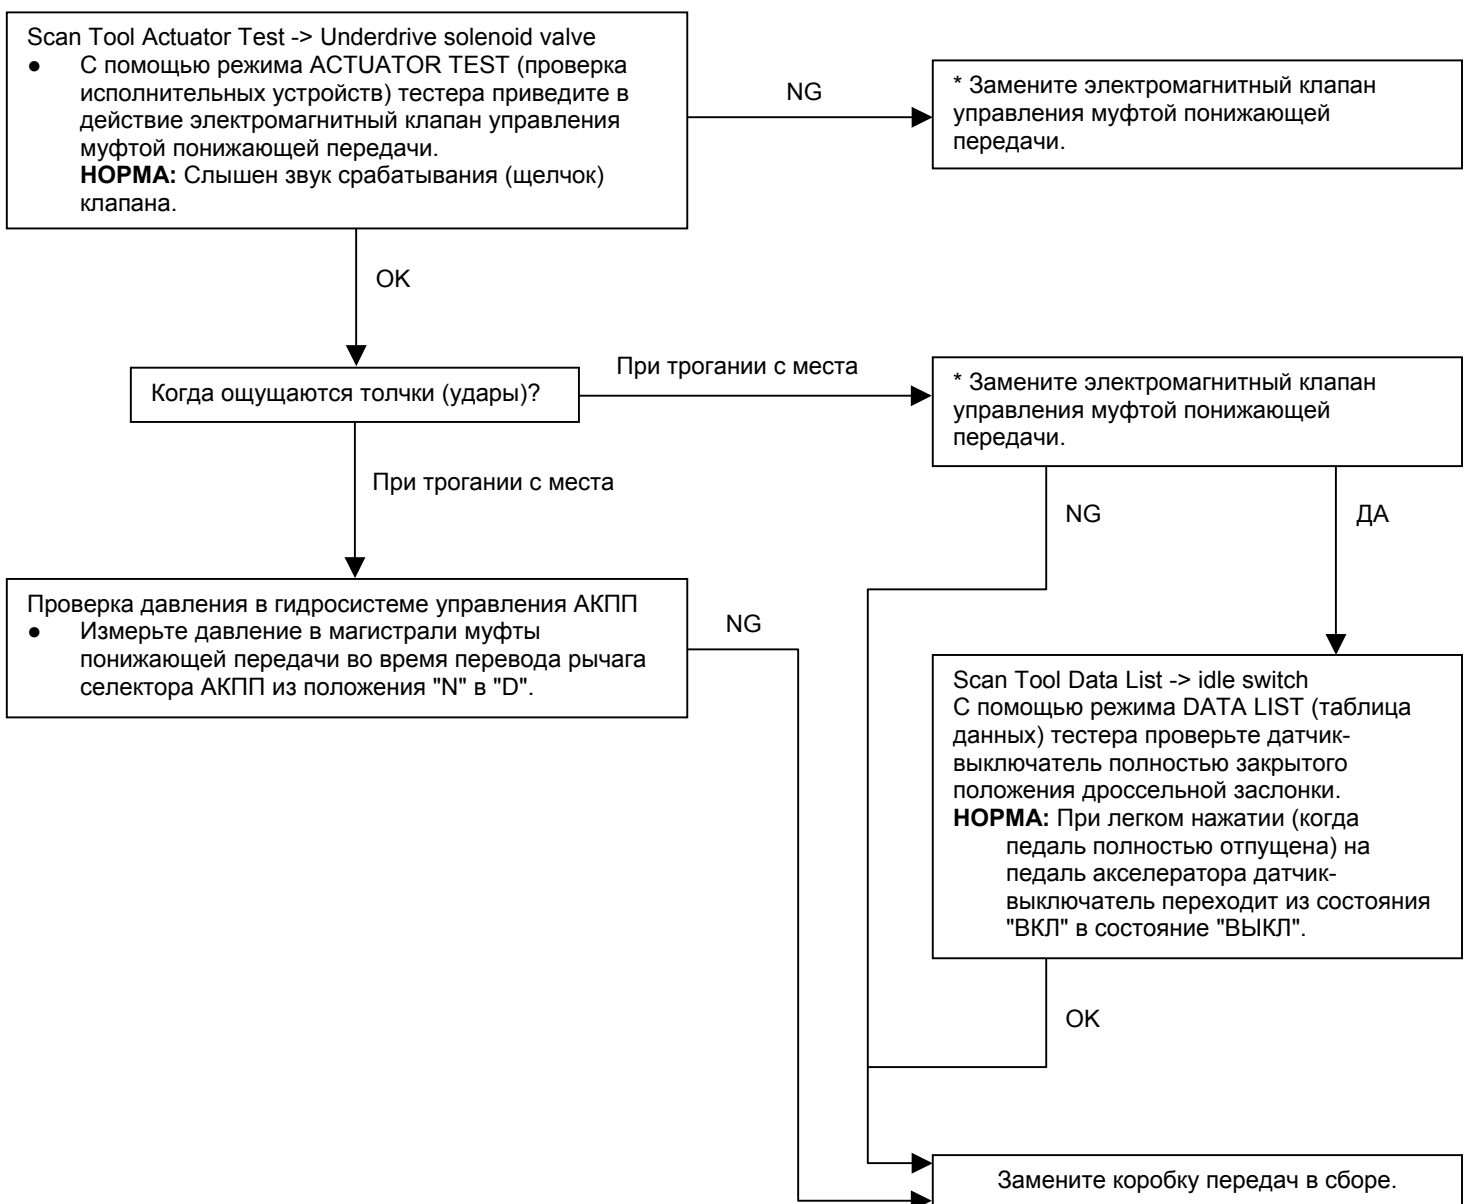 Scan Tool Actuator Test -> Underdrive solenoid valve
● С помощью режима ACTUATOR TEST (проверка
исполнительных устройств) тестера приведите в
действие электромагнитный клапан управления
муфтой понижающей передачи.
НОРМА: Слышен звук срабатывания (щелчок)
клапана.
NG
* Замените электромагнитный клапан
управления муфтой понижающей
передачи.
OK
Когда ощущаются толчки (удары)?
При трогании с места
* Замените электромагнитный клапан
управления муфтой понижающей
передачи.
При трогании с места
NG
ДА
Проверка давления в гидросистеме управления АКПП
● Измерьте давление в магистрали муфты
понижающей передачи во время перевода рычага
селектора АКПП из положения "N" в "D".
NG
Scan Tool Data List -> idle switch
С помощью режима DATA LIST (таблица
данных) тестера проверьте датчик-
выключатель полностью закрытого
положения дроссельной заслонки.
НОРМА: При легком нажатии (когда
педаль полностью отпущена) на
педаль акселератора датчик-
выключатель переходит из состояния
"ВКЛ" в состояние "ВЫКЛ".
OK
Замените коробку передач в сборе.